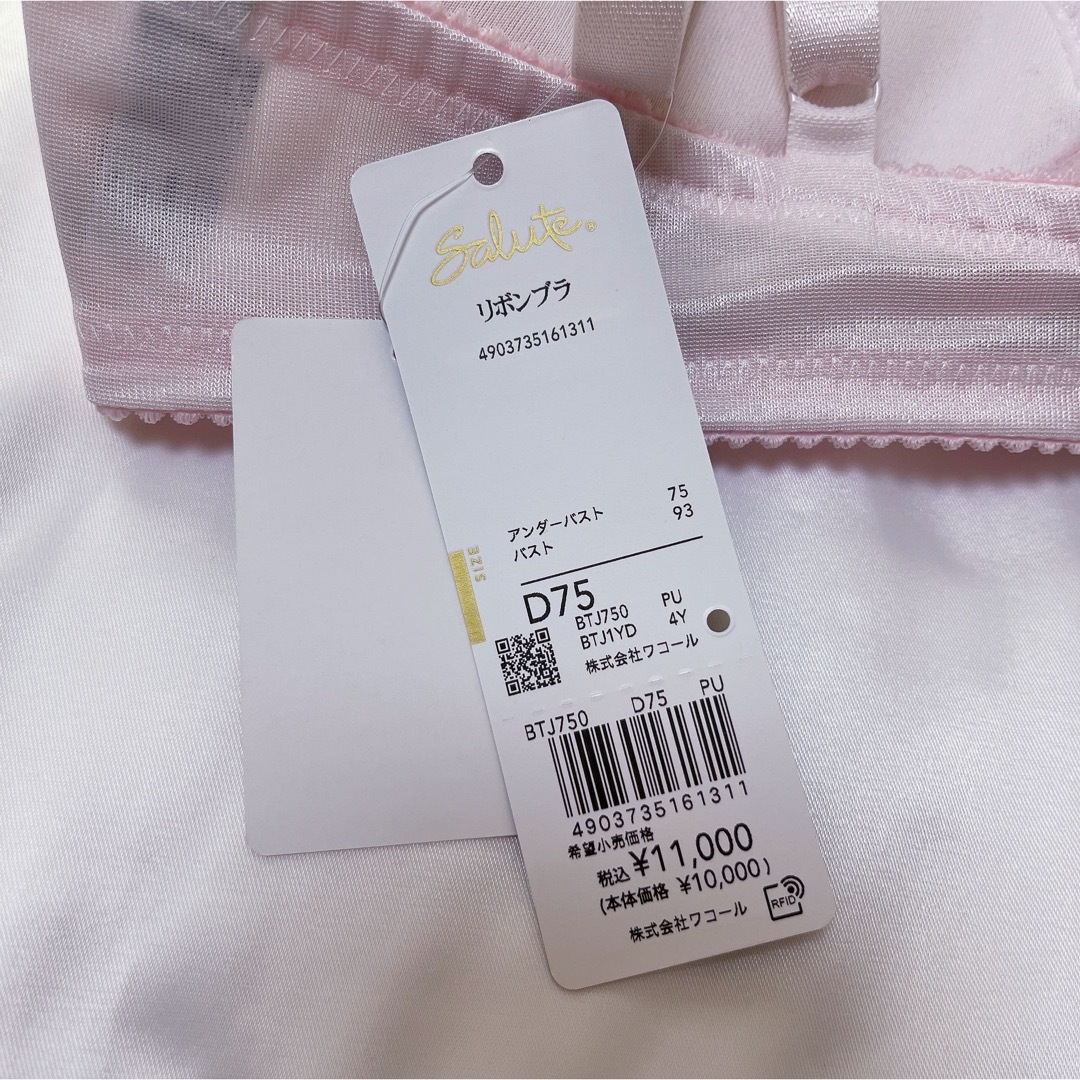 Salute®
リボンブラ
4903735161311
アンダーバスト 75
バスト 93
SIZE
D75
BTJ750 PU
BTJ1YD 4Y
株式会社ワコール
BTJ750 D75 PU
4903735161311
希望小売価格
税込 ¥11,000
(本体価格 ¥10,000)
株式会社ワコール
RFID